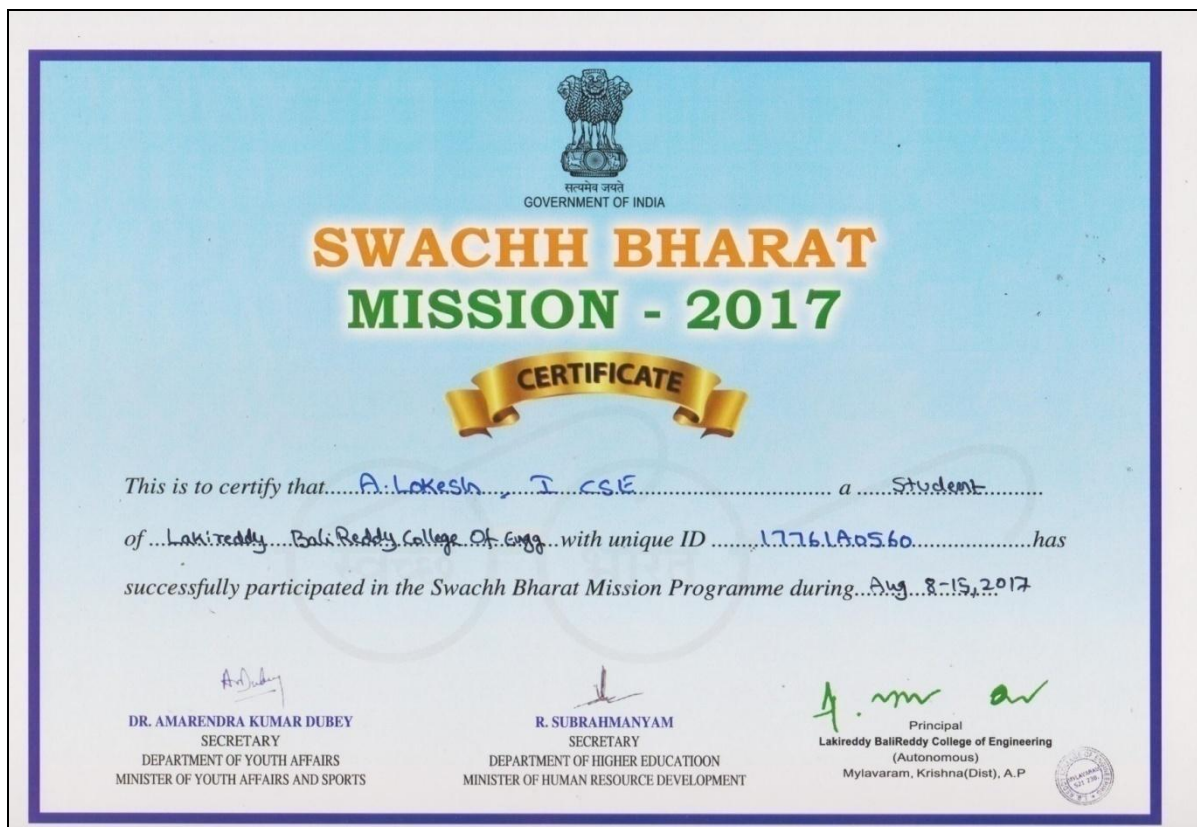 सत्यमेव जयते
GOVERNMENT OF INDIA
SWACHH BHARAT
MISSION - 2017
CERTIFICATE
This is to certify that.....A. Lokesh, I CSE..... a .....Student.....
of ...Lakireddy Bali Reddy College Of Engg...with unique ID .......17761A0560.......has
successfully participated in the Swachh Bharat Mission Programme during...Aug 8-15, 2017
DR. AMARENDRA KUMAR DUBEY
SECRETARY
DEPARTMENT OF YOUTH AFFAIRS
MINISTER OF YOUTH AFFAIRS AND SPORTS
R. SUBRAHMANYAM
SECRETARY
DEPARTMENT OF HIGHER EDUCATIOON
MINISTER OF HUMAN RESOURCE DEVELOPMENT
Principal
Lakireddy BaliReddy College of Engineering
(Autonomous)
Mylavaram, Krishna(Dist), A.P